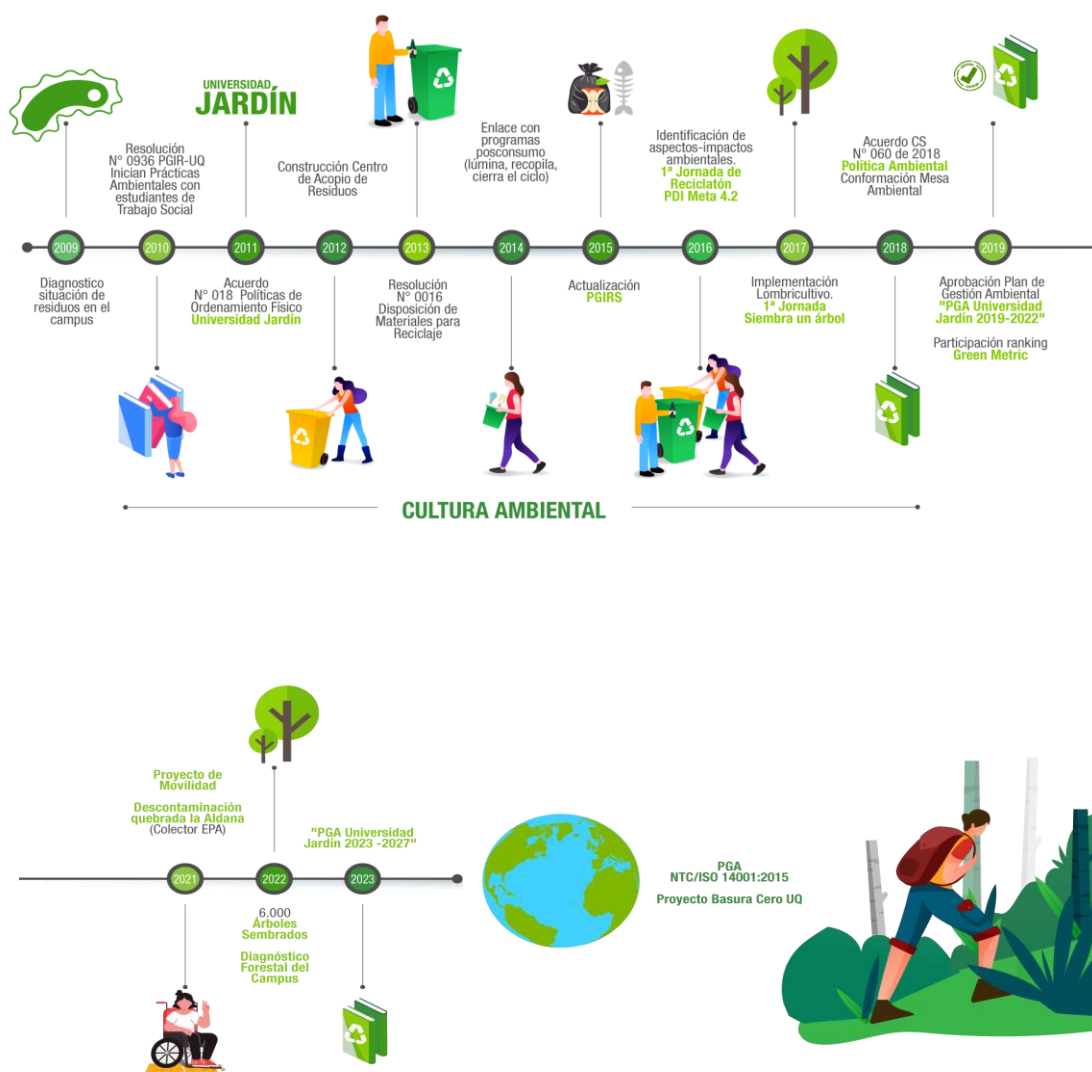 UNIVERSIDAD
JARDÍN
2009
Diagnostico
situación de
residuos en el
campus
Resolución
N° 0936 PGIR-UQ
Inician Prácticas
Ambientales con
estudiantes de
Trabajo Social
2010
2011
Acuerdo
N° 018 Políticas de
Ordenamiento Físico
Universidad Jardín
Construcción Centro
de Acopio de
Residuos
2012
2013
Resolución
N° 0016
Disposición de
Materiales para
Reciclaje
Enlace con
programas
posconsumo
(lúmina, recopila,
cierra el ciclo)
2014
2015
Actualización
PGIRS
Identificación de
aspectos-impactos
ambientales.
1ª Jornada de
Reciclatón
PDI Meta 4.2
2016
2017
Implementación
Lombricultivo.
1ª Jornada
Siembra un árbol
Acuerdo CS
N° 060 de 2018
Política Ambiental
Conformación Mesa
Ambiental
2018
2019
Aprobación Plan de
Gestión Ambiental
"PGA Universidad
Jardín 2019-2022"
Participación ranking
Green Metric
CULTURA AMBIENTAL
Proyecto de
Movilidad
Descontaminación
quebrada la Aldana
(Colector EPA)
2021
2022
6.000
Árboles
Sembrados
Diagnóstico
Forestal del
Campus
"PGA Universidad
Jardín 2023 -2027"
2023
PGA
NTC/ISO 14001:2015
Proyecto Basura Cero UQ